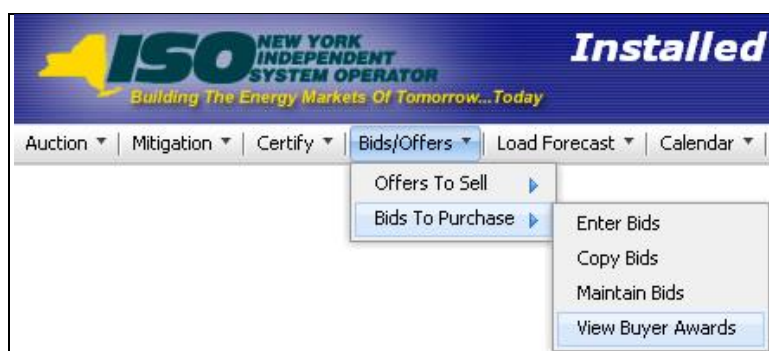 ISO NEW YORK
INDEPENDENT
SYSTEM OPERATOR
Installed
Building The Energy Markets Of Tomorrow...Today
Auction | Mitigation | Certify | Bids/Offers | Load Forecast | Calendar |
Offers To Sell
Bids To Purchase
Enter Bids
Copy Bids
Maintain Bids
View Buyer Awards